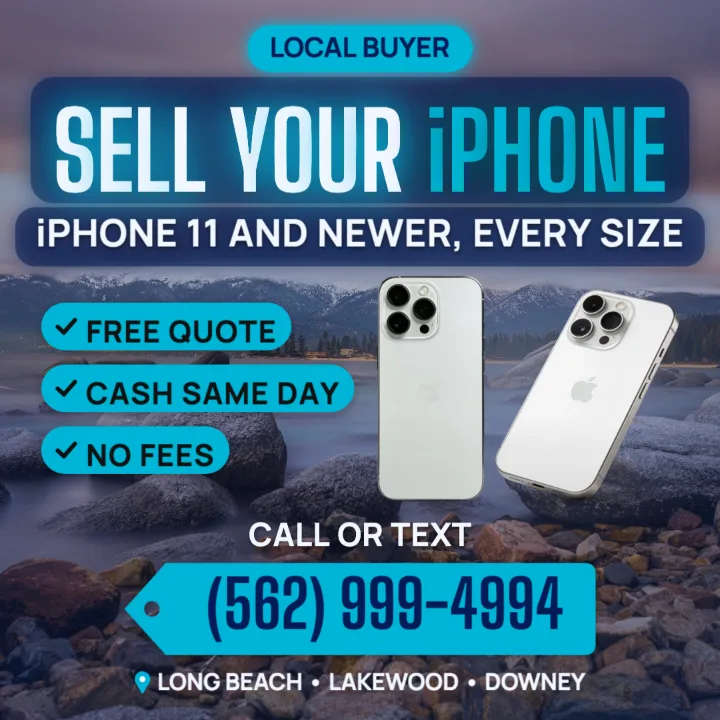 LOCAL BUYER
SELL YOUR iPHONE
iPHONE 11 AND NEWER, EVERY SIZE
✓ FREE QUOTE
✓ CASH SAME DAY
✓ NO FEES
CALL OR TEXT
(562) 999-4994
LONG BEACH • LAKEWOOD • DOWNEY